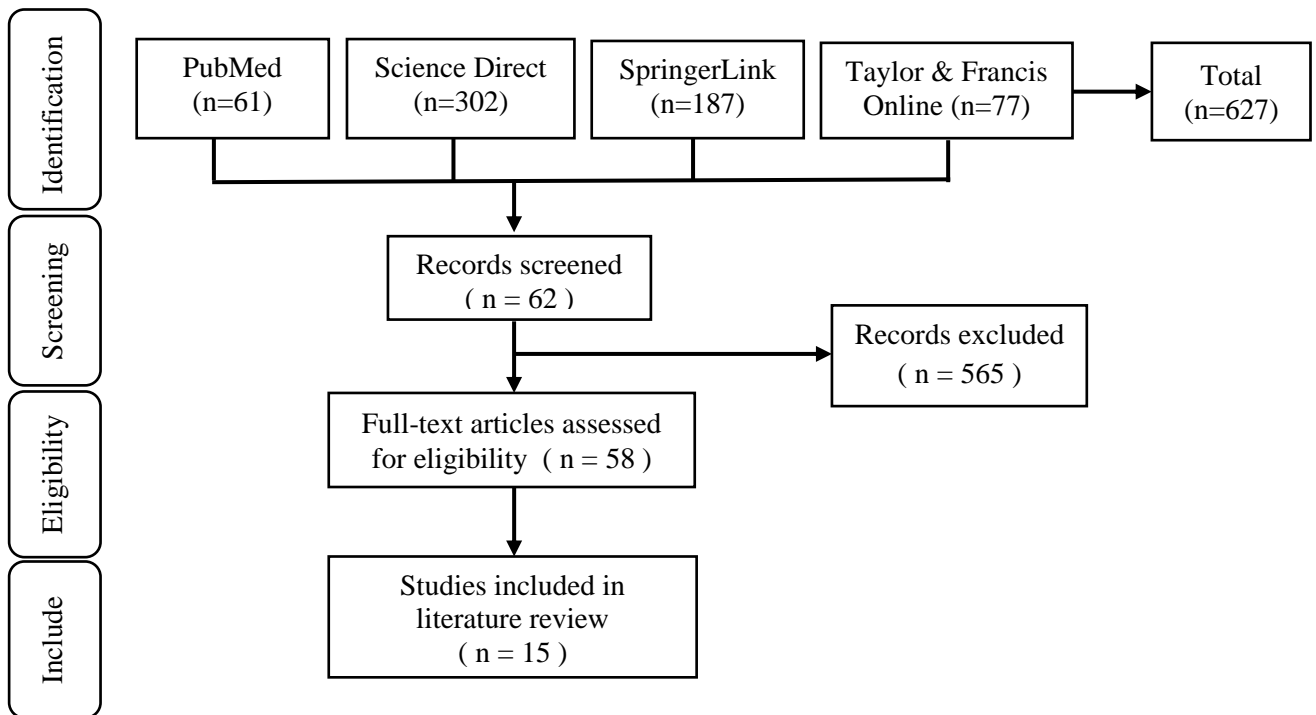 Identification
PubMed
(n=61)
Science Direct
(n=302)
SpringerLink
(n=187)
Taylor & Francis
Online (n=77)
Total
(n=627)
Screening
Records screened
( n = 62 )
Records excluded
( n = 565 )
Eligibility
Full-text articles assessed
for eligibility ( n = 58 )
Include
Studies included in
literature review
( n = 15 )